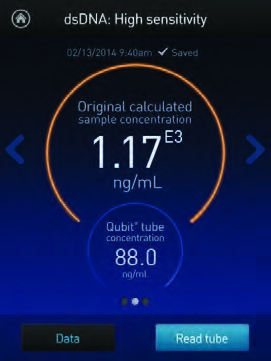 dsDNA: High sensitivity
02/13/2014 9:40am ✓ Saved
Original calculated
sample concentration
1.17E3
ng/mL
Qubit® tube
concentration
88.0
ng/mL
Data Read tube